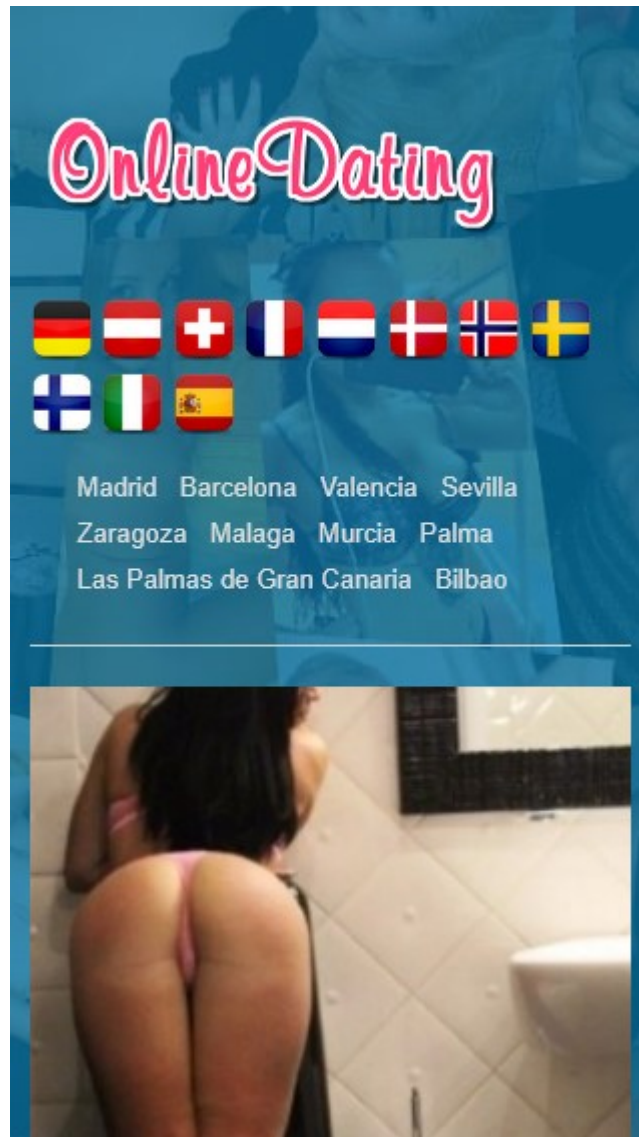 OnlineDating
Madrid Barcelona Valencia Sevilla
Zaragoza Malaga Murcia Palma
Las Palmas de Gran Canaria Bilbao